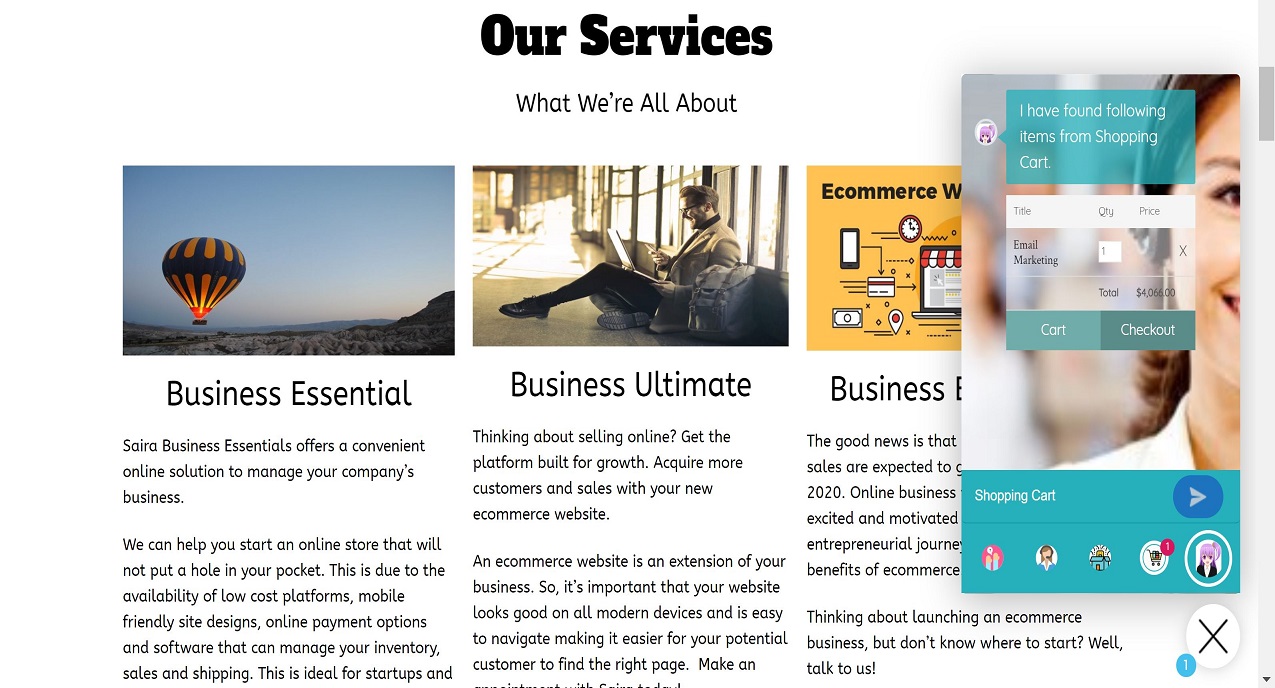 Our Services
What We're All About
Business Essential
Saira Business Essentials offers a convenient
online solution to manage your company's
business.
We can help you start an online store that will
not put a hole in your pocket. This is due to the
availability of low cost platforms, mobile
friendly site designs, online payment options
and software that can manage your inventory,
sales and shipping. This is ideal for startups and
Business Ultimate
Thinking about selling online? Get the
platform built for growth. Acquire more
customers and sales with your new
ecommerce website.
An ecommerce website is an extension of your
business. So, it's important that your website
looks good on all modern devices and is easy
to navigate making it easier for your potential
customer to find the right page. Make an
appointment with Saira today!
Ecommerce W
Business
The good news is that
sales are expected to
2020. Online business
excited and motivated
entrepreneurial
benefits of ecommerce
Thinking about launching an ecommerce
business, but don't know where to start? Well,
talk to us!
I have found following
items from Shopping
Cart.
Title Qty Price
Email
Marketing
1 X
Total $4,066.00
Cart Checkout
Shopping Cart
1
1